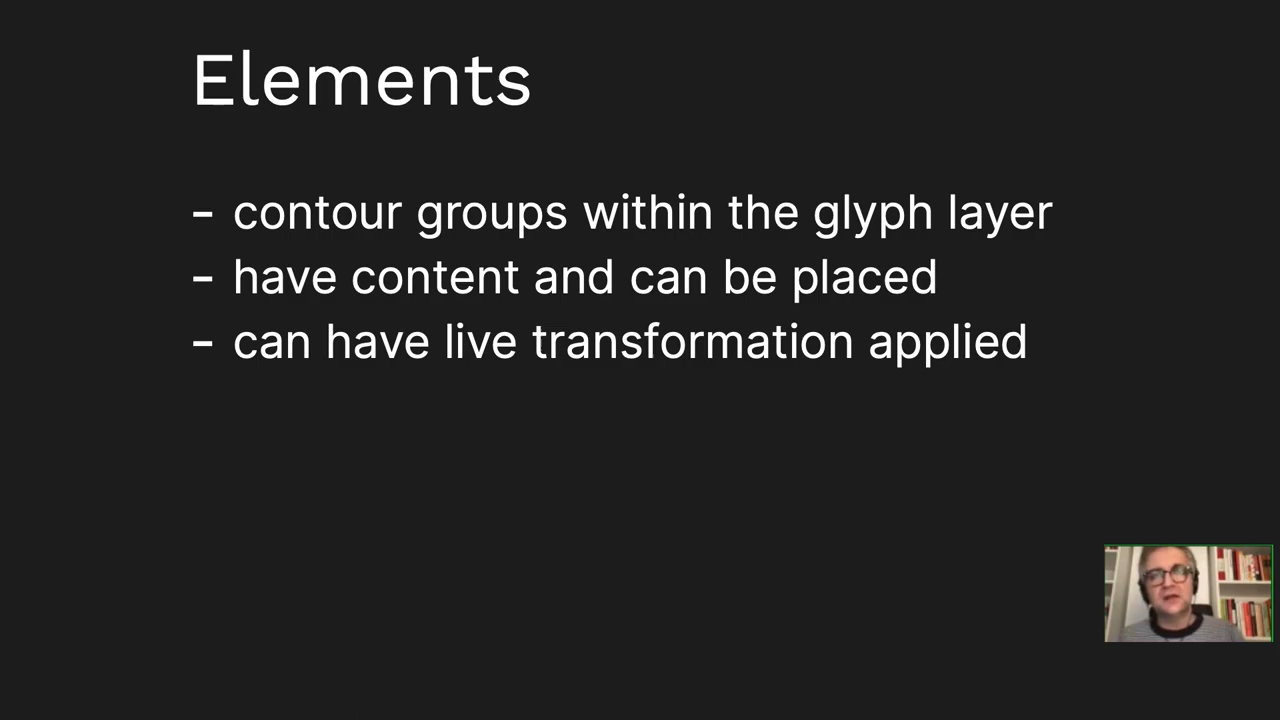 Elements
- contour groups within the glyph layer
- have content and can be placed
- can have live transformation applied